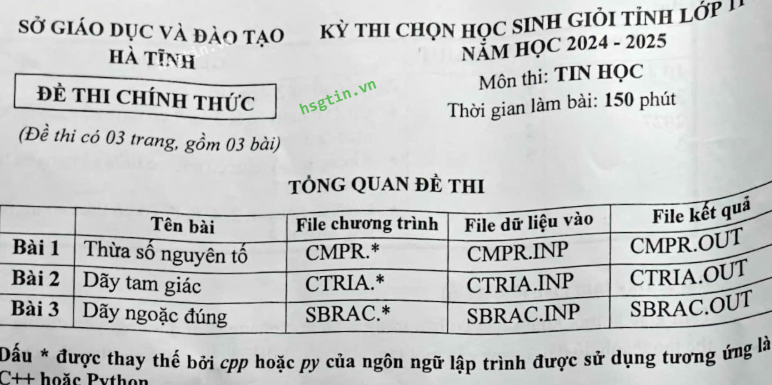 SỞ GIÁO DỤC VÀ ĐÀO TẠO
HÀ TĨNH
ĐỀ THI CHÍNH THỨC
(Đề thi có 03 trang, gồm 03 bài)
KỲ THI CHỌN HỌC SINH GIỎI TỈNH LỚP 11
NĂM HỌC 2024 - 2025
Môn thi: TIN HỌC
Thời gian làm bài: 150 phút
hsgtin.vn
TỔNG QUAN ĐỀ THI
Tên bài File chương trình File dữ liệu vào File kết quả
Bài 1 Thừa số nguyên tố CMPR.* CMPR.INP CMPR.OUT
Bài 2 Dãy tam giác CTRIA.* CTRIA.INP CTRIA.OUT
Bài 3 Dãy ngoặc đúng SBRAC.* SBRAC.INP SBRAC.OUT
Dấu * được thay thế bởi cpp hoặc py của ngôn ngữ lập trình được sử dụng tương ứng là
C++ hoặc Python